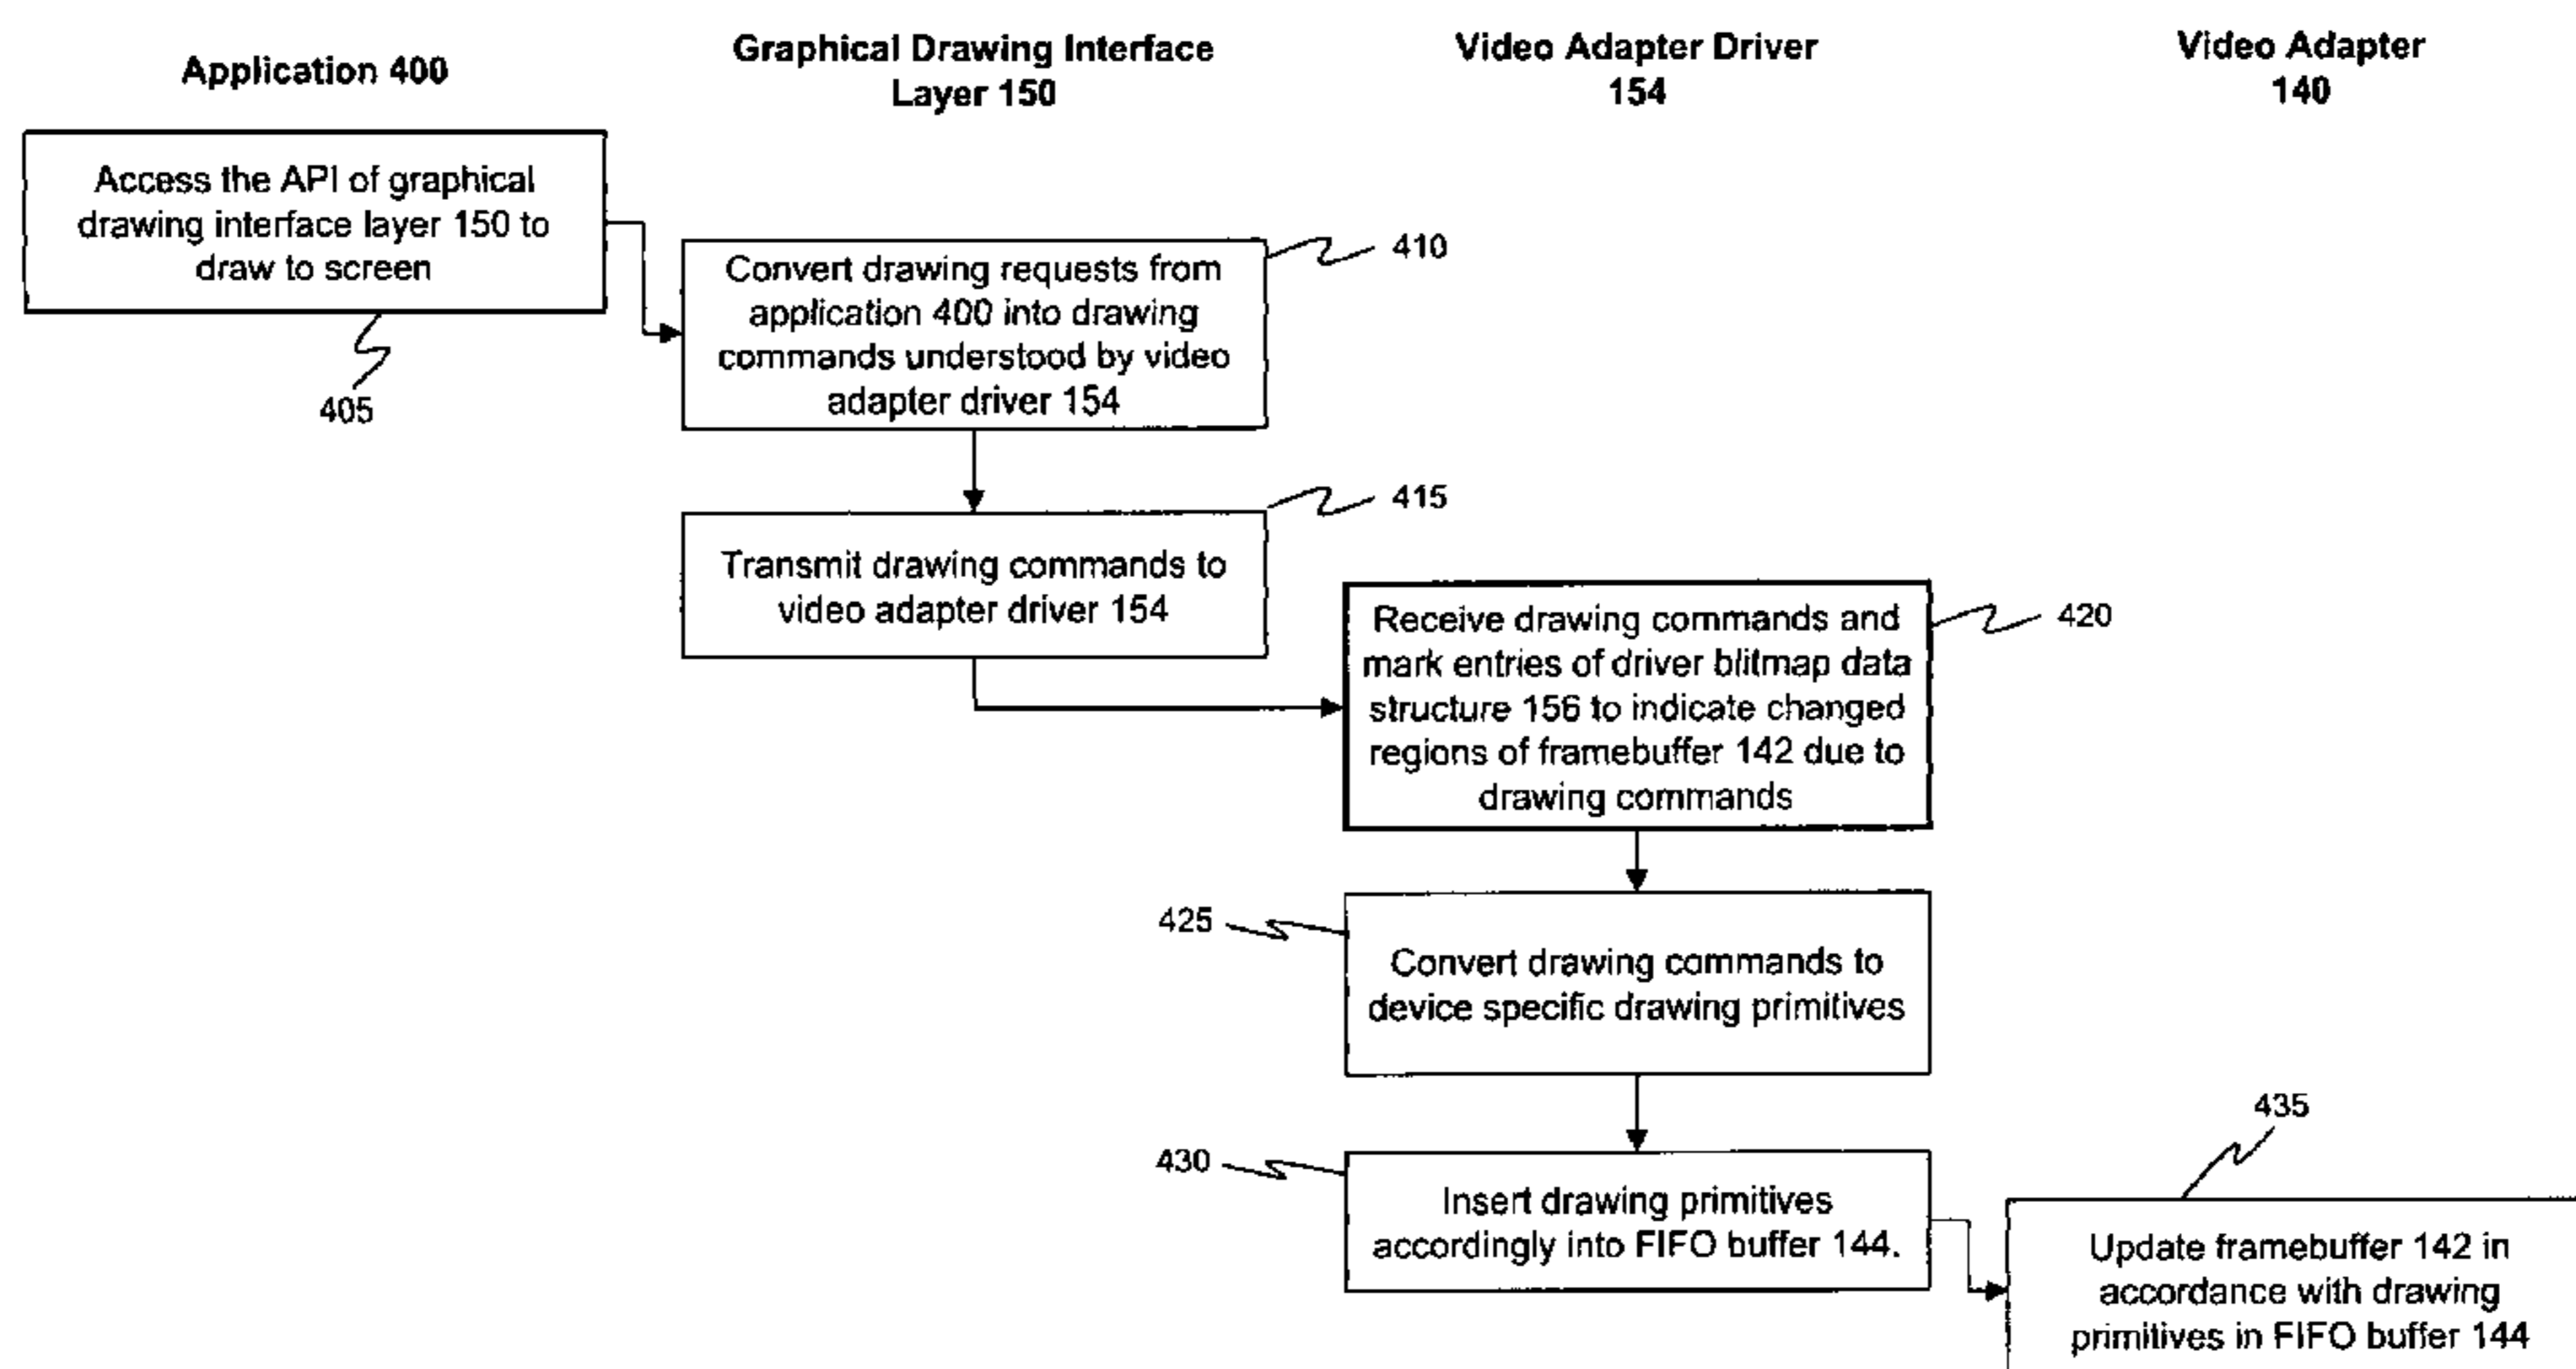 Application 400
Graphical Drawing Interface
Layer 150
Video Adapter Driver
154
Video Adapter
140
Access the API of graphical
drawing interface layer 150 to
draw to screen
405
Convert drawing requests from
application 400 into drawing
commands understood by video
adapter driver 154
410
Transmit drawing commands to
video adapter driver 154
415
Receive drawing commands and
mark entries of driver blitmap data
structure 156 to indicate changed
regions of framebuffer 142 due to
drawing commands
420
425
Convert drawing commands to
device specific drawing primitives
430
Insert drawing primitives
accordingly into FIFO buffer 144.
435
Update framebuffer 142 in
accordance with drawing
primitives in FIFO buffer 144